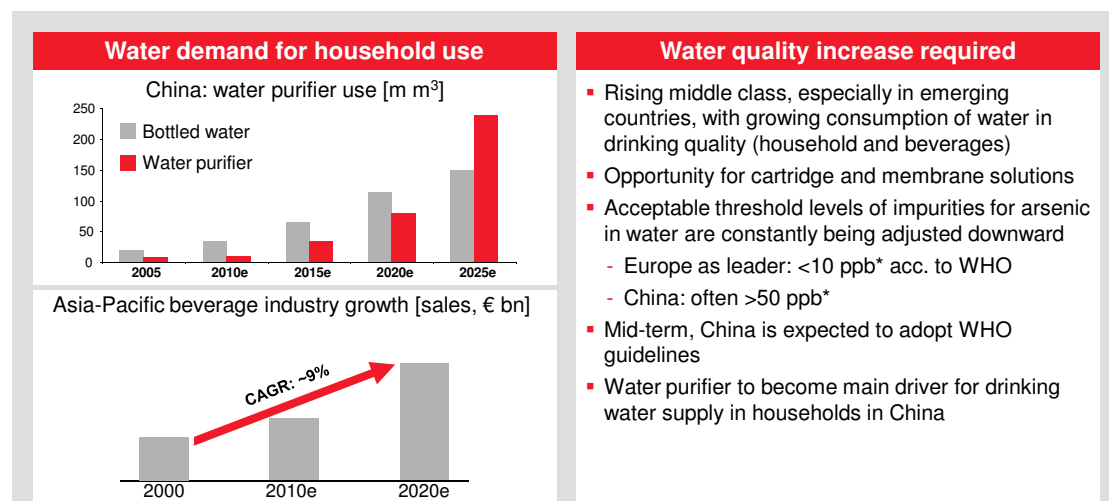 Water demand for household use
China: water purifier use [m m³]
250
200
150
100
50
0
Bottled water
Water purifier
2005
2010e
2015e
2020e
2025e
Asia-Pacific beverage industry growth [sales, € bn]
CAGR: ~9%
2000
2010e
2020e
Water quality increase required
▪ Rising middle class, especially in emerging
countries, with growing consumption of water in
drinking quality (household and beverages)
▪ Opportunity for cartridge and membrane solutions
▪ Acceptable threshold levels of impurities for arsenic
in water are constantly being adjusted downward
- Europe as leader: <10 ppb* acc. to WHO
- China: often >50 ppb*
▪ Mid-term, China is expected to adopt WHO
guidelines
▪ Water purifier to become main driver for drinking
water supply in households in China